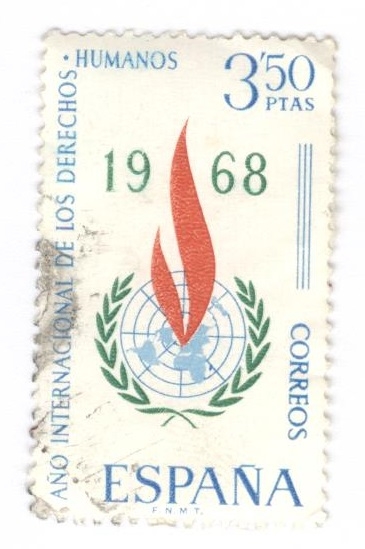 AÑO INTERNACIONAL DE LOS DERECHOS · HUMANOS
3'50
PTAS
1968
CORREOS
ESPAÑA
F.N.M.T.